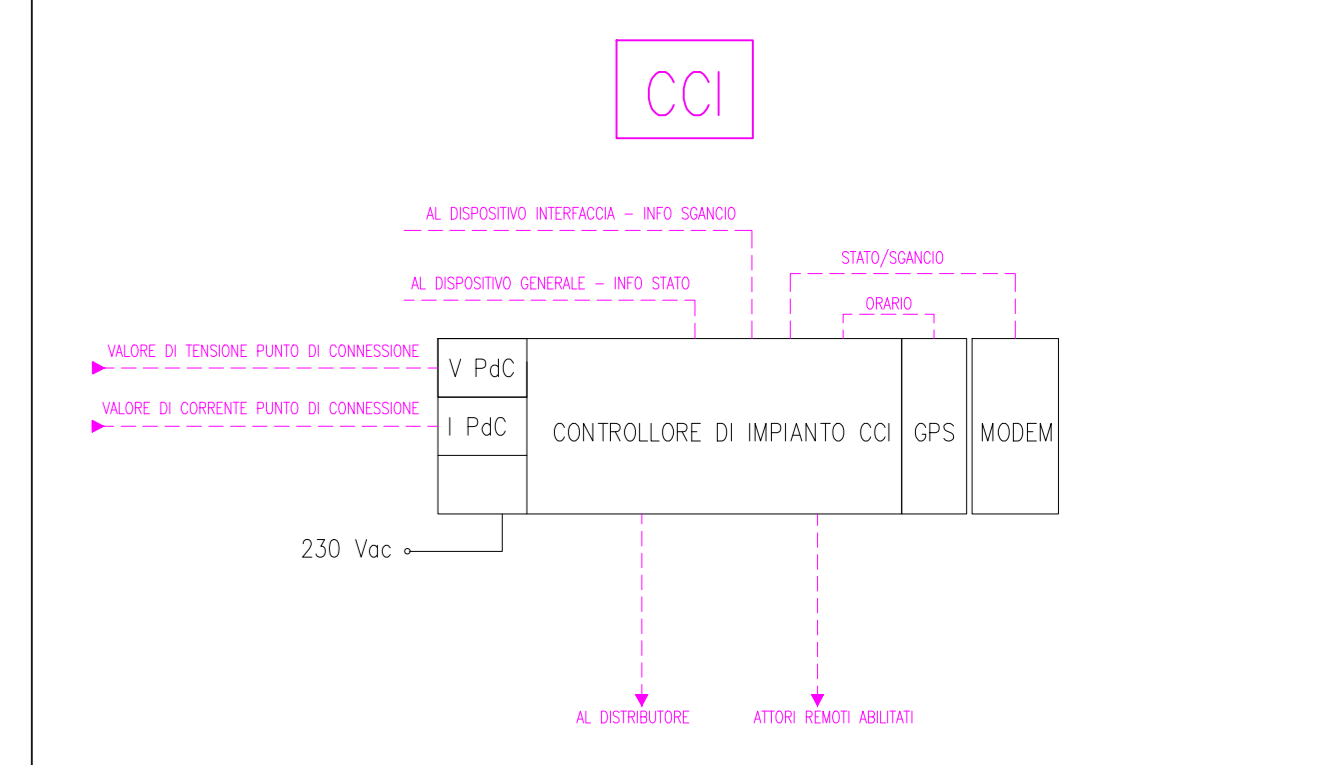 CCI
AL DISPOSITIVO INTERFACCIA – INFO SGANCIO
STATO/SGANCIO
AL DISPOSITIVO GENERALE – INFO STATO
ORARIO
VALORE DI TENSIONE PUNTO DI CONNESSIONE
V PdC
VALORE DI CORRENTE PUNTO DI CONNESSIONE
I PdC
CONTROLLORE DI IMPIANTO CCI
GPS
MODEM
230 Vac
AL DISTRIBUTORE
ATTORI REMOTI ABILITATI